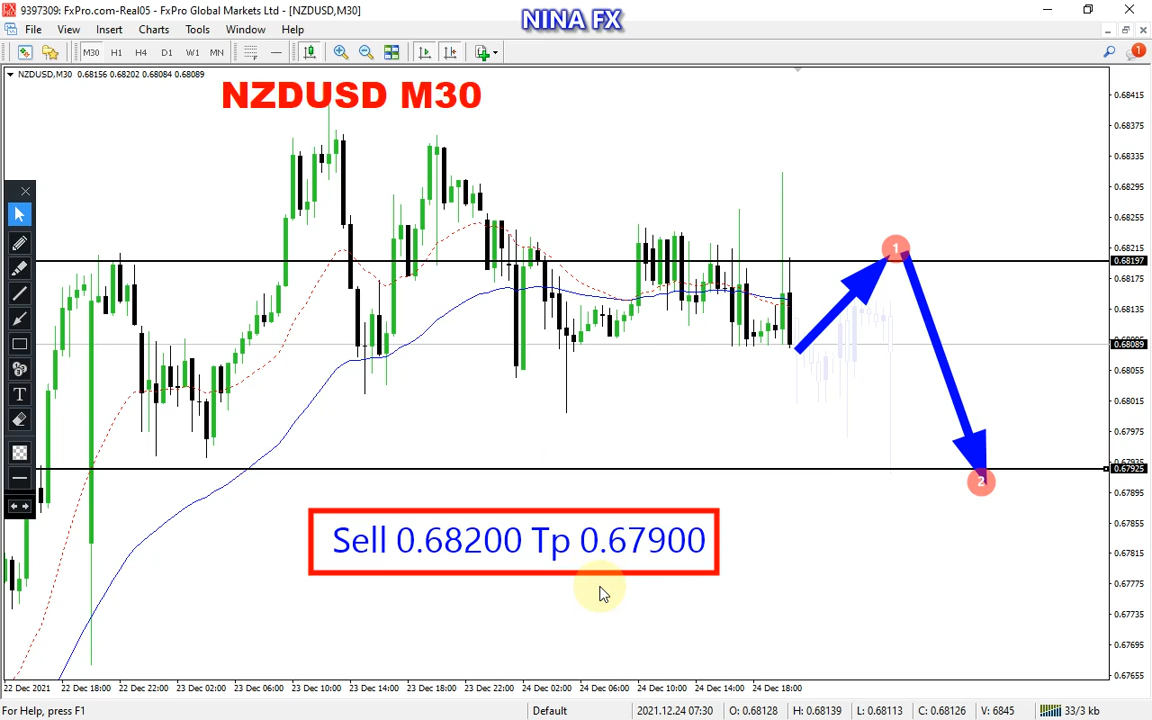 9397309: FxPro.com-Real05 - FxPro Global Markets Ltd - [NZDUSD,M30]
NINA FX
File View Insert Charts Tools Window Help
M30 H1 H4 D1 W1 MN
1
NZDUSD,M30 0.68156 0.68202 0.68084 0.68089
NZDUSD M30
0.68415
0.68375
0.68335
0.68295
0.68255
0.68215
1
0.68197
0.68175
0.68135
0.68089
0.68055
0.68015
0.67975
0.67935
0.67925
2
0.67895
0.67855
0.67815
0.67775
0.67735
0.67695
0.67655
T
Sell 0.68200 Tp 0.67900
22 Dec 2021 22 Dec 18:00 22 Dec 22:00 23 Dec 02:00 23 Dec 06:00 23 Dec 10:00 23 Dec 14:00 23 Dec 18:00 23 Dec 22:00 24 Dec 02:00 24 Dec 06:00 24 Dec 10:00 24 Dec 14:00 24 Dec 18:00
For Help, press F1 Default 2021.12.24 07:30 O: 0.68128 H: 0.68139 L: 0.68113 C: 0.68126 V: 6845 33/3 kb